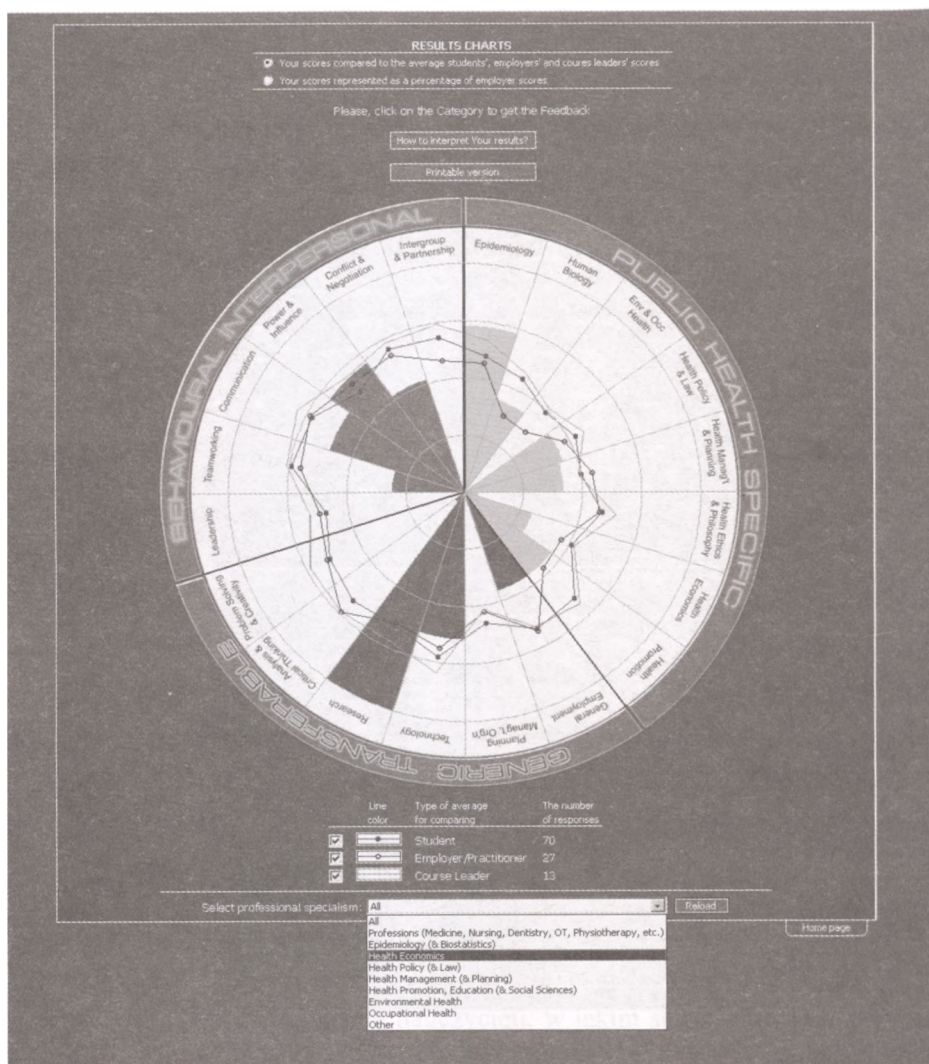 RESULTS CHARTS
Your scores compared to the average students', employers' and coures leaders' scores
Your scores represented as a percentage of employer scores.
Please, click on the Category to get the Feedback
How to interpret Your results?
Printable version
BEHAVIOURAL INTERPERSONAL
PUBLIC HEALTH SPECIFIC
GENERIC TRANSFERABLE
Intergroup
& Partnership
Epidemiology
Human
Biology
Env & Occ
Health
Health Policy
& Law
Health Manag't
& Planning
Health Ethics
& Philosophy
Health
Economics
Health
Promotion
General
Employment
Planning
Manag't, Org'n
Technology
Research
Analysis &
Critical Thinking
Problem Solving
& Creativity
Leadership
Teamworking
Communication
Power &
Influence
Conflict &
Negotiation
Line Type of average The number
color for comparing of responses
Student 70
Employer/Practitioner 27
Course Leader 13
Select professional specialism: All Reload
Home page
All
Professions (Medicine, Nursing, Dentistry, OT, Physiotherapy, etc.)
Epidemiology (& Biostatistics)
Health Economics
Health Policy (& Law)
Health Management (& Planning)
Health Promotion, Education (& Social Sciences)
Environmental Health
Occupational Health
Other